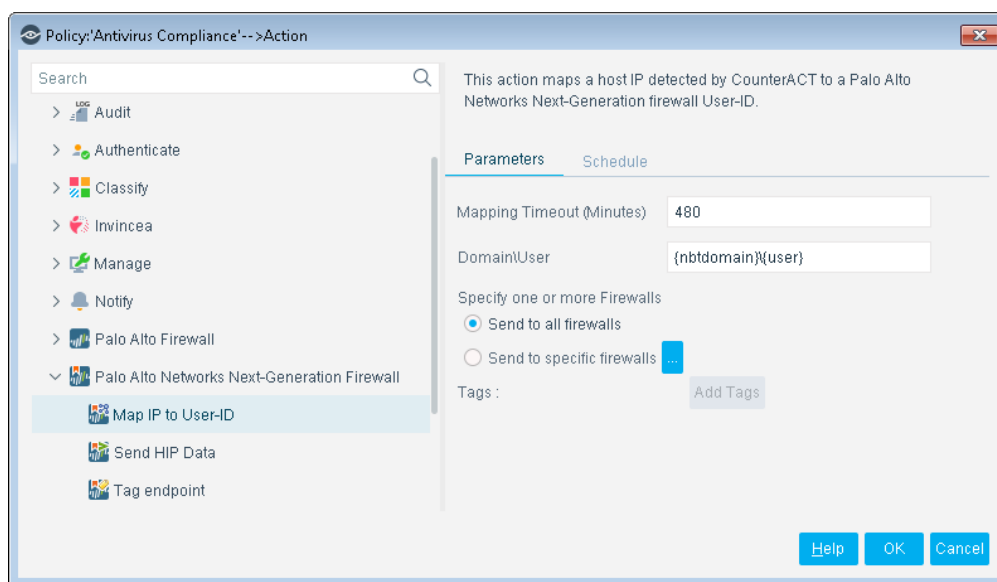 Policy:'Antivirus Compliance'-->Action
Search
LOG
Audit
Authenticate
Classify
Invincea
Manage
Notify
Palo Alto Firewall
Palo Alto Networks Next-Generation Firewall
Map IP to User-ID
Send HIP Data
Tag endpoint
This action maps a host IP detected by CounterACT to a Palo Alto
Networks Next-Generation firewall User-ID.
Parameters Schedule
Mapping Timeout (Minutes) 480
Domain\User {nbtdomain}\{user}
Specify one or more Firewalls
Send to all firewalls
Send to specific firewalls ...
Tags : Add Tags
Help OK Cancel